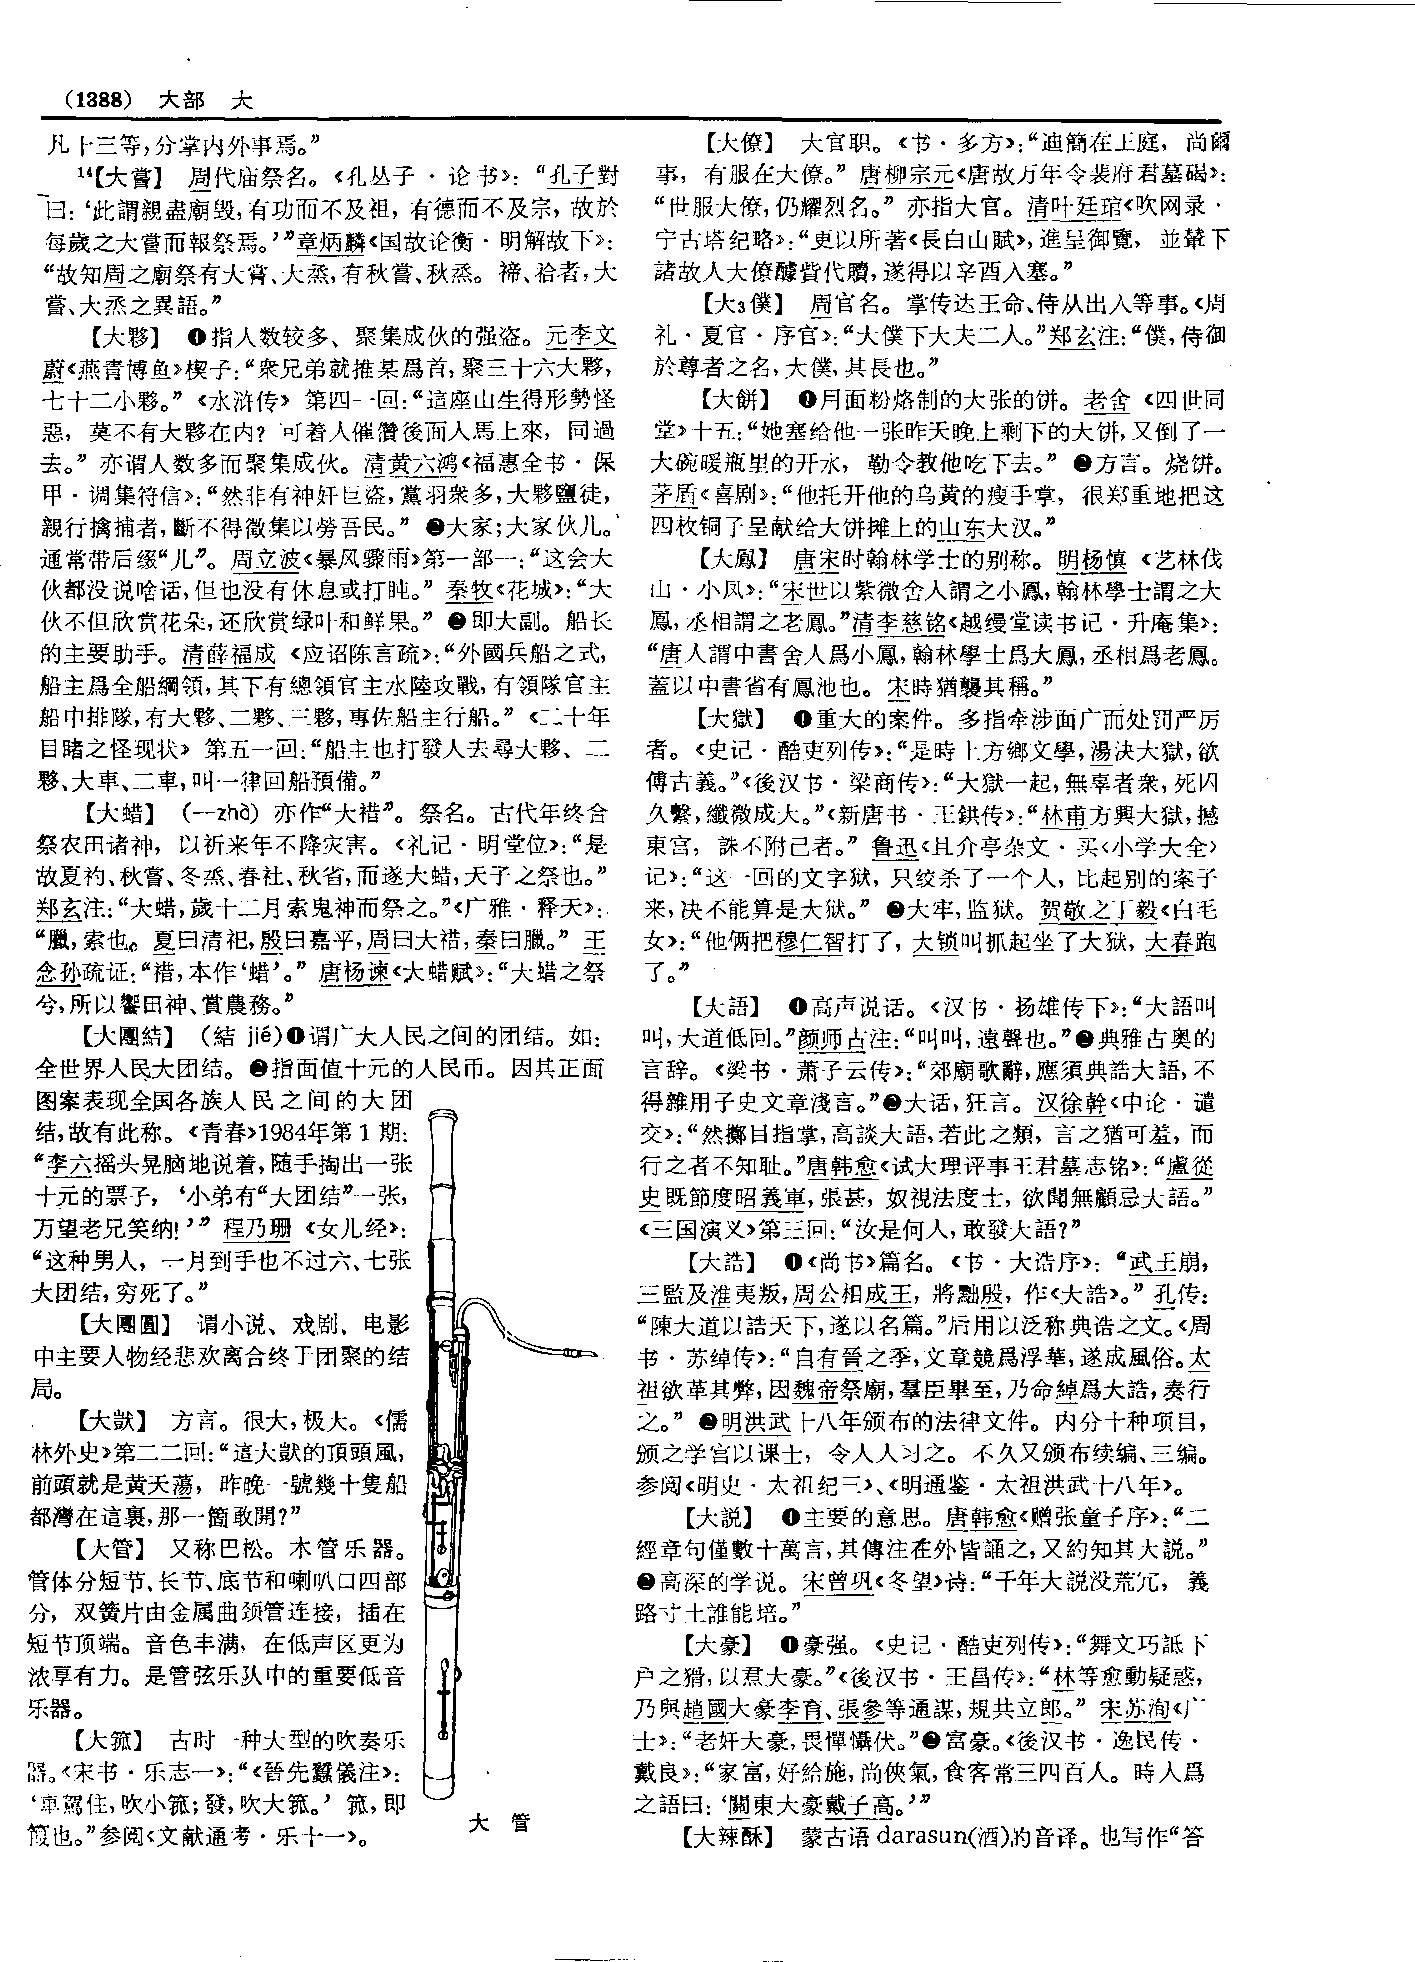 (1388) 大部 大
凡十三等，分掌内外事焉。”
14【大嘗】 周代庙祭名。《孔丛子·论书》：“孔子對
曰：‘此謂親盡廟毁，有功而不及祖，有德而不及宗，故於
每歲之大嘗而報祭焉。’”章炳麟《国故论衡·明解故下》：
“故知周之廟祭有大嘗、大烝，有秋嘗、秋烝。禘、祫者，大
嘗、大烝之異語。”
【大夥】 ❶指人数较多、聚集成伙的强盗。元李文
蔚《燕青博鱼》楔子：“衆兄弟就推某爲首，聚三十六大夥，
七十二小夥。”《水浒传》第四一回：“這座山生得形勢怪
惡，莫不有大夥在内？可着人催儹後面人馬上來，同過
去。”亦谓人数多而聚集成伙。清黄六鸿《福惠全书·保
甲·调集符信》：“然非有神奸巨盗，黨羽衆多，大夥鹽徒，
親行擒捕者，斷不得徵集以勞吾民。”❷大家；大家伙儿。
通常带后缀“儿”。周立波《暴风骤雨》第一部一：“这会大
伙都没说啥话，但也没有休息或打盹。”秦牧《花城》：“大
伙不但欣赏花朵，还欣赏绿叶和鲜果。”❸即大副。船长
的主要助手。清薛福成《应诏陈言疏》：“外國兵船之式，
船主爲全船綱領，其下有總領官主水陸攻戰，有領隊官主
船中排隊，有大夥、二夥、三夥，專佐船主行船。”《二十年
目睹之怪现状》第五一回：“船主也打發人去尋大夥、二
夥、大車、二車，叫一律回船預備。”
【大蜡】 （—zhà）亦作“大䄍”。祭名。古代年终合
祭农田诸神，以祈来年不降灾害。《礼记·明堂位》：“是
故夏礿、秋嘗、冬烝、春社、秋省，而遂大蜡，天子之祭也。”
郑玄注：“大蜡，歲十二月索鬼神而祭之。”《广雅·释天》：
“臘，索也。夏曰清祀，殷曰嘉平，周曰大䄍，秦曰臘。”王
念孙疏证：“䄍，本作‘蜡’。”唐杨谏《大蜡赋》：“大蜡之祭
兮，所以饗田神、賞農務。”
【大團結】 （結 jié）❶谓广大人民之间的团结。如：
全世界人民大团结。❷指面值十元的人民币。因其正面
图案表现全国各族人民之间的大团
结，故有此称。《青春》1984年第1期：
“李六摇头晃脑地说着，随手掏出一张
十元的票子，‘小弟有“大团结”一张，
万望老兄笑纳！’”程乃珊《女儿经》：
“这种男人，一月到手也不过六、七张
大团结，穷死了。”
【大團圓】 谓小说、戏剧、电影
中主要人物经悲欢离合终于团聚的结
局。
【大㺃】 方言。很大，极大。《儒
林外史》第二二回：“這大㺃的頂頭風，
前頭就是黄天蕩，昨晚一號幾十隻船
都灣在這裏，那一箇敢開？”
【大管】 又称巴松。木管乐器。
管体分短节、长节、底节和喇叭口四部
分，双簧片由金属曲颈管连接，插在
短节顶端。音色丰满，在低声区更为
浓厚有力。是管弦乐队中的重要低音
乐器。
【大箛】 古时一种大型的吹奏乐
器。《宋书·乐志一》：“《晉先蠶儀注》：
‘車駕住，吹小箛；發，吹大箛。’箛，即
葭也。”参阅《文献通考·乐十一》。
大 管
【大僚】 大官职。《书·多方》：“迪簡在王庭，尚爾
事，有服在大僚。”唐柳宗元《唐故万年令裴府君墓碣》：
“世服大僚，仍耀烈名。”亦指大官。清叶廷琯《吹网录·
宁古塔纪略》：“更以所著《長白山賦》，進呈御覽，並辇下
諸故人大僚醵貲代贖，遂得以辛酉入塞。”
【大3僕】 周官名。掌传达王命、侍从出入等事。《周
礼·夏官·序官》：“大僕下大夫二人。”郑玄注：“僕，侍御
於尊者之名，大僕，其長也。”
【大餅】 ❶用面粉烙制的大张的饼。老舍《四世同
堂》十五：“她塞给他一张昨天晚上剩下的大饼，又倒了一
大碗暖瓶里的开水，勒令教他吃下去。”❷方言。烧饼。
茅盾《喜剧》：“他托开他的乌黄的瘦手掌，很郑重地把这
四枚铜子呈献给大饼摊上的山东大汉。”
【大鳳】 唐宋时翰林学士的别称。明杨慎《艺林伐
山·小凤》：“宋世以紫微舍人謂之小鳳，翰林學士謂之大
鳳，丞相謂之老鳳。”清李慈铭《越缦堂读书记·升庵集》：
“唐人謂中書舍人爲小鳳，翰林學士爲大鳳，丞相爲老鳳。
蓋以中書省有鳳池也。宋時猶襲其稱。”
【大獄】 ❶重大的案件。多指牵涉面广而处罚严厉
者。《史记·酷吏列传》：“是時上方鄉文學，湯决大獄，欲
傅古義。”《後汉书·梁商传》：“大獄一起，無辜者衆，死囚
久繫，纖微成大。”《新唐书·王鉷传》：“林甫方興大獄，撼
東宫，誅不附己者。”鲁迅《且介亭杂文·买〈小学大全〉
记》：“这一回的文字狱，只绞杀了一个人，比起别的案子
来，决不能算是大狱。”❷大牢，监狱。贺敬之丁毅《白毛
女》：“他俩把穆仁智打了，大锁叫抓起坐了大狱，大春跑
了。”
【大語】 ❶高声说话。《汉书·扬雄传下》：“大語叫
叫，大道低回。”颜师古注：“叫叫，遠聲也。”❷典雅古奥的
言辞。《梁书·萧子云传》：“郊廟歌辭，應須典誥大語，不
得雜用子史文章淺言。”❸大话，狂言。汉徐幹《中论·谴
交》：“然擲目指掌，高談大語，若此之類，言之猶可羞，而
行之者不知耻。”唐韩愈《试大理评事王君墓志铭》：“盧從
史既節度昭義軍，張甚，奴視法度士，欲聞無顧忌大語。”
《三国演义》第三回：“汝是何人，敢發大語？”
【大誥】 ❶《尚书》篇名。《书·大诰序》：“武王崩，
三監及淮夷叛，周公相成王，將黜殷，作《大誥》。”孔传：
“陳大道以誥天下，遂以名篇。”后用以泛称典诰之文。《周
书·苏绰传》：“自有晉之季，文章競爲浮華，遂成風俗。太
祖欲革其弊，因魏帝祭廟，羣臣畢至，乃命綽爲大誥，奏行
之。”❷明洪武十八年颁布的法律文件。内分十种项目，
颁之学宫以课士，令人人习之。不久又颁布续编、三编。
参阅《明史·太祖纪三》、《明通鉴·太祖洪武十八年》。
【大説】 ❶主要的意思。唐韩愈《赠张童子序》：“二
經章句僅數十萬言，其傳注在外皆誦之，又約知其大説。”
❷高深的学说。宋曾巩《冬望》诗：“千年大説没荒冗，義
路寸土誰能培。”
【大豪】 ❶豪强。《史记·酷吏列传》：“舞文巧詆下
户之猾，以焄大豪。”《後汉书·王昌传》：“林等愈動疑惑，
乃與趙國大豪李育、張參等通謀，規共立郎。”宋苏洵《广
士》：“老奸大豪，畏憚懾伏。”❷富豪。《後汉书·逸民传·
戴良》：“家富，好給施，尚俠氣，食客常三四百人。時人爲
之語曰：‘關東大豪戴子高。’”
【大辣酥】 蒙古语 darasun(酒)的音译。也写作“答